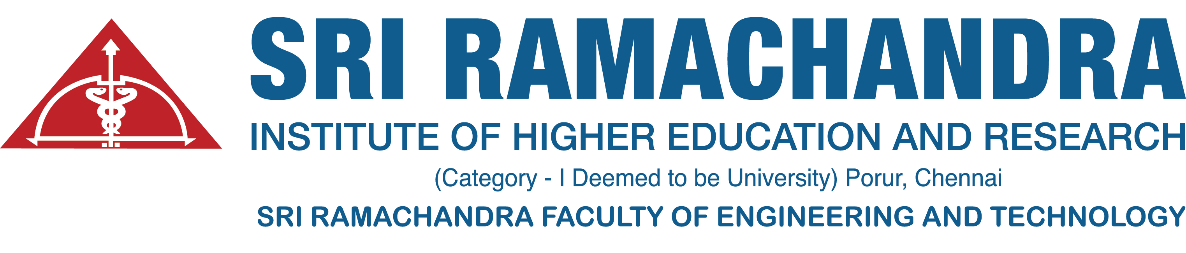 SRI RAMACHANDRA
INSTITUTE OF HIGHER EDUCATION AND RESEARCH
(Category - I Deemed to be University) Porur, Chennai
SRI RAMACHANDRA FACULTY OF ENGINEERING AND TECHNOLOGY